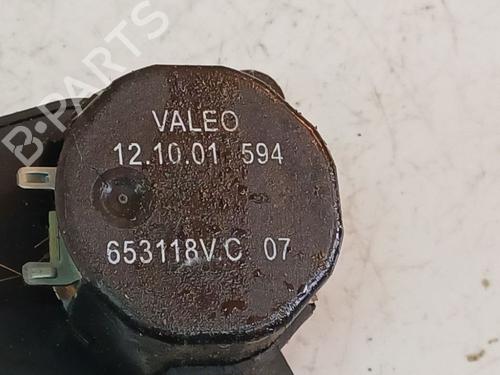 B-PARTS
VALEO
12.10.01 594
653118V.C 07